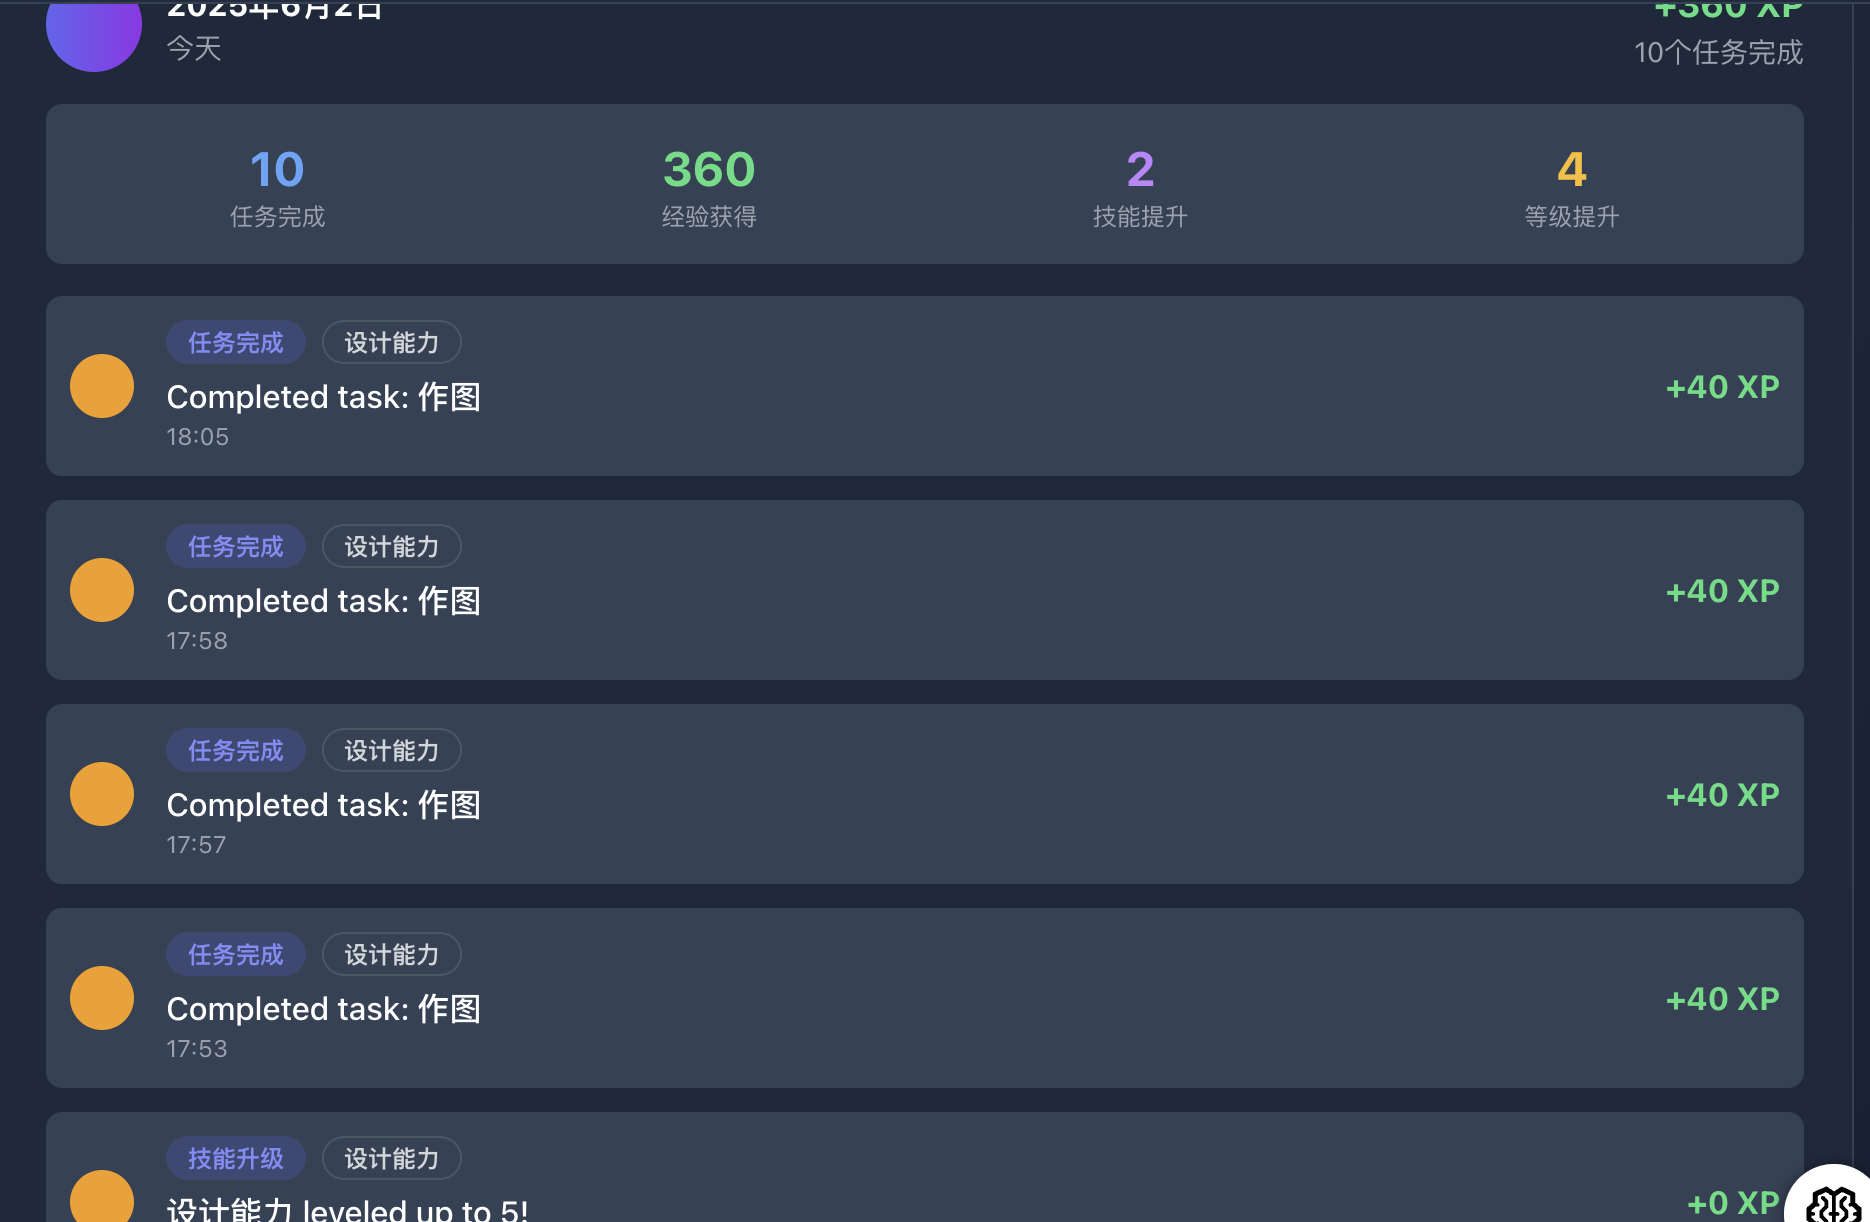 2025年6月2日
+360 XP
今天
10个任务完成
10
360
2
4
任务完成
经验获得
技能提升
等级提升
任务完成
设计能力
Completed task: 作图
+40 XP
18:05
任务完成
设计能力
Completed task: 作图
+40 XP
17:58
任务完成
设计能力
Completed task: 作图
+40 XP
17:57
任务完成
设计能力
Completed task: 作图
+40 XP
17:53
技能升级
设计能力
设计能力 leveled up to 5!
+0 XP